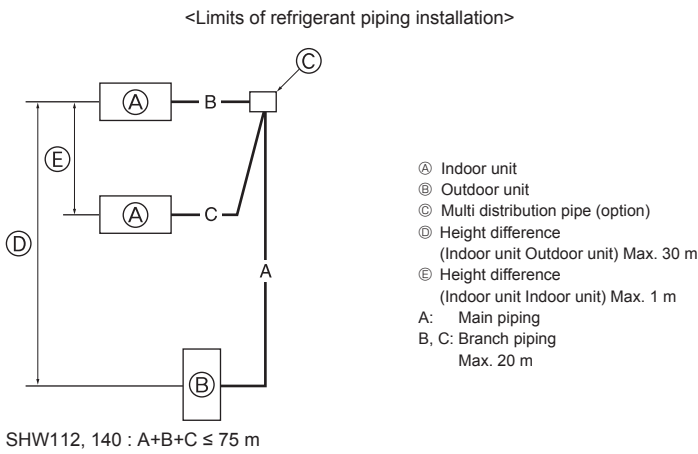 <Limits of refrigerant piping installation>
Ⓒ
Ⓐ B
Ⓔ
Ⓐ C
Ⓓ
A
Ⓑ
Ⓐ Indoor unit
Ⓑ Outdoor unit
Ⓒ Multi distribution pipe (option)
Ⓓ Height difference
(Indoor unit Outdoor unit) Max. 30 m
Ⓔ Height difference
(Indoor unit Indoor unit) Max. 1 m
A: Main piping
B, C: Branch piping
Max. 20 m
SHW112, 140 : A+B+C ≤ 75 m